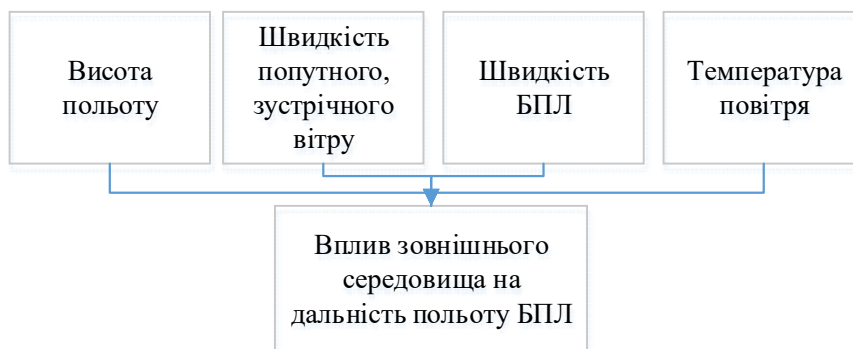 Висота
польоту
Швидкість
попутного,
зустрічного
вітру
Швидкість
БПЛ
Температура
повітря
Вплив зовнішнього
середовища на
дальність польоту БПЛ